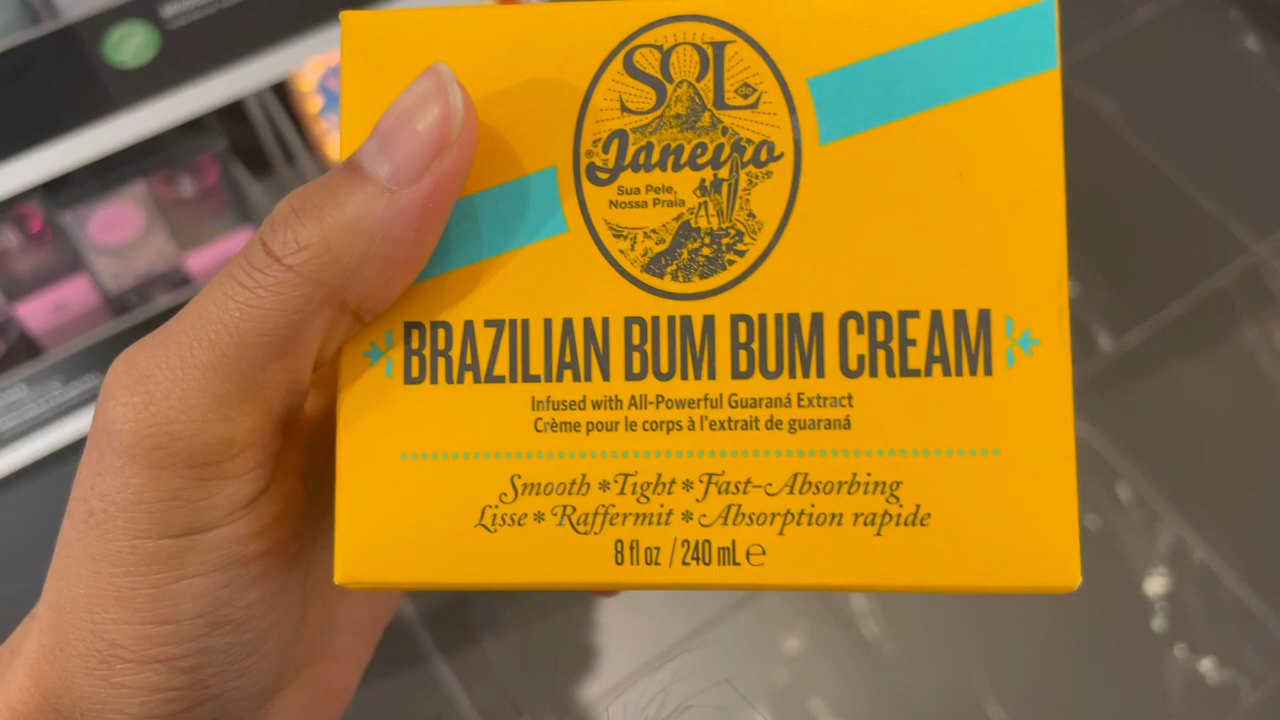 SOL de
Janeiro
Sua Pele,
Nossa Praia
BRAZILIAN BUM BUM CREAM
Infused with All-Powerful Guaraná Extract
Crème pour le corps à l'extrait de guaraná
Smooth * Tight * Fast-Absorbing
Lisse * Raffermit * Absorption rapide
8 fl oz / 240 mL ℮